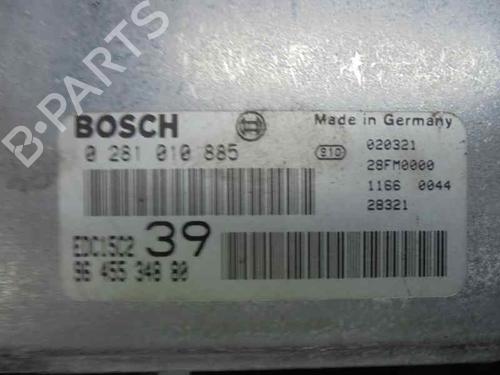 B-PARTS
BOSCH
Made in Germany
0 281 010 885
910
020321
28FM0000
1166 0044
28321
EDC15C2 39
96 455 348 80